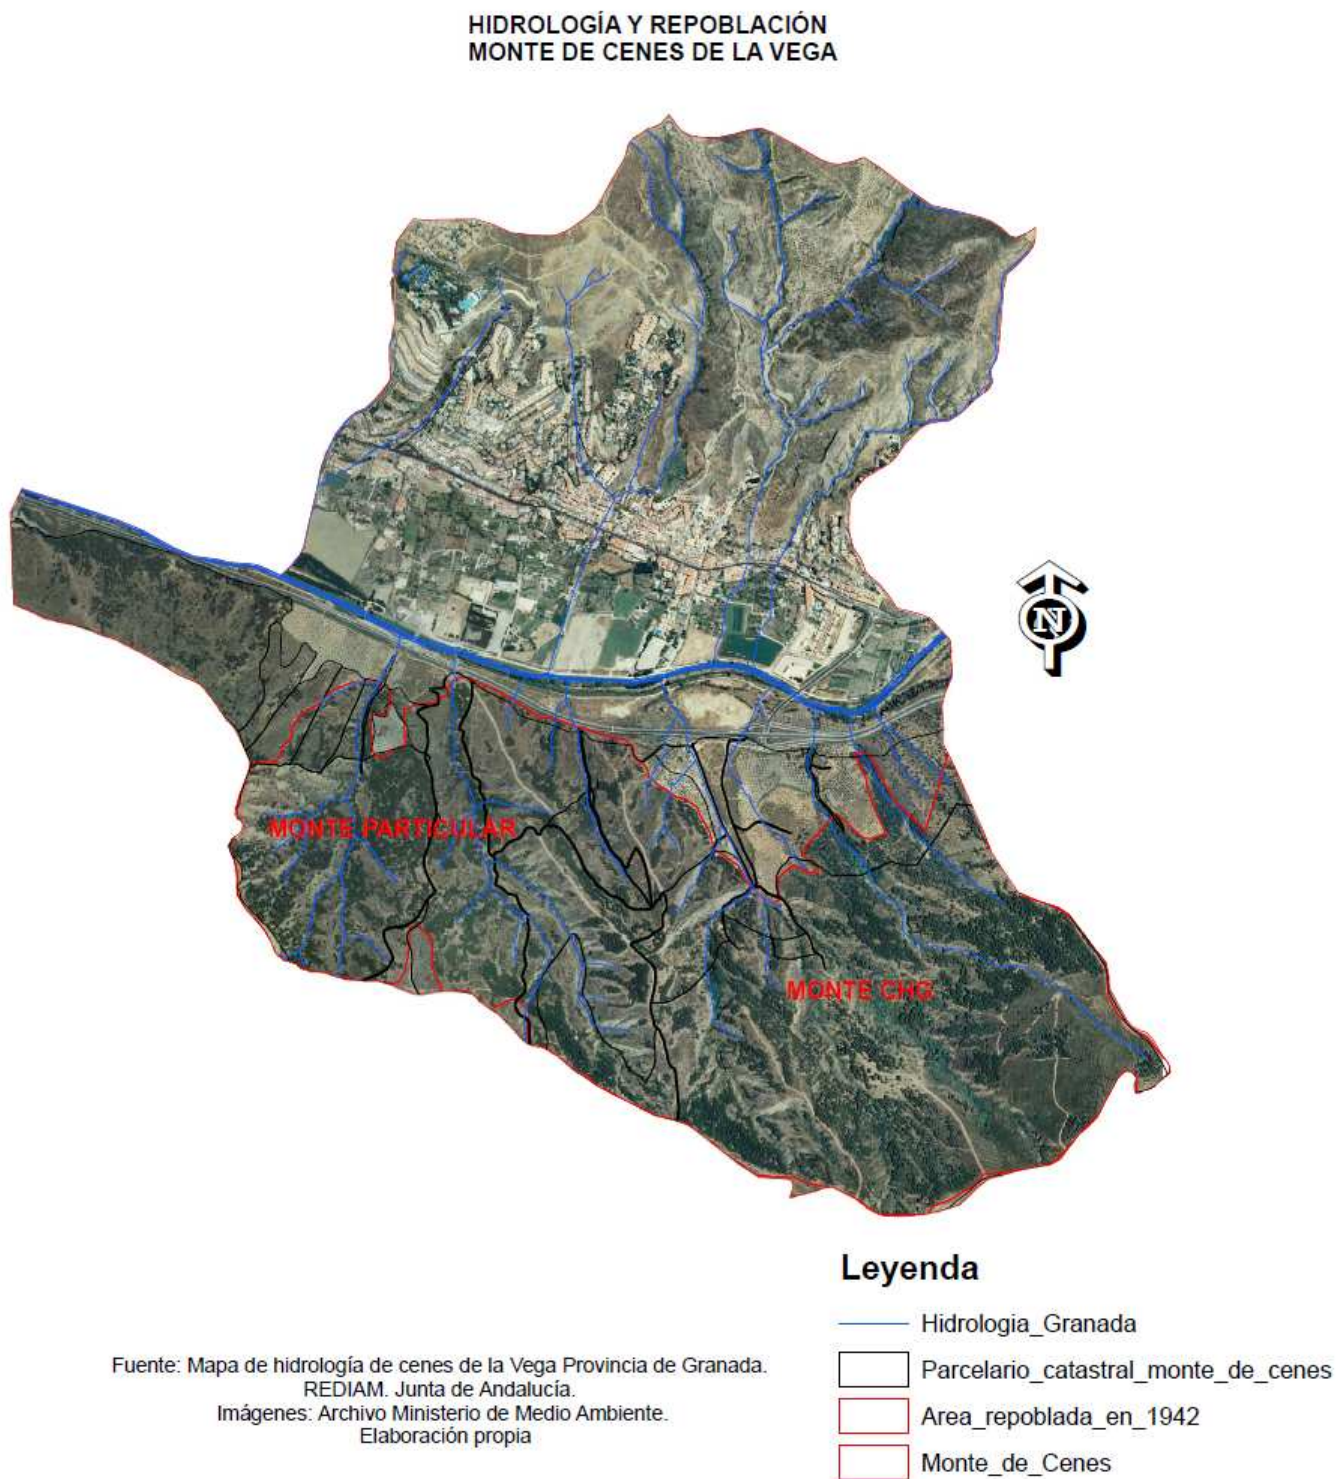 HIDROLOGÍA Y REPOBLACIÓN
MONTE DE CENES DE LA VEGA
N
MONTE PARTICULAR
MONTE CHG
Leyenda
Hidrologia_Granada
Parcelario_catastral_monte_de_cenes
Area_repoblada_en_1942
Monte_de_Cenes
Fuente: Mapa de hidrología de cenes de la Vega Provincia de Granada.
REDIAM. Junta de Andalucía.
Imágenes: Archivo Ministerio de Medio Ambiente.
Elaboración propia